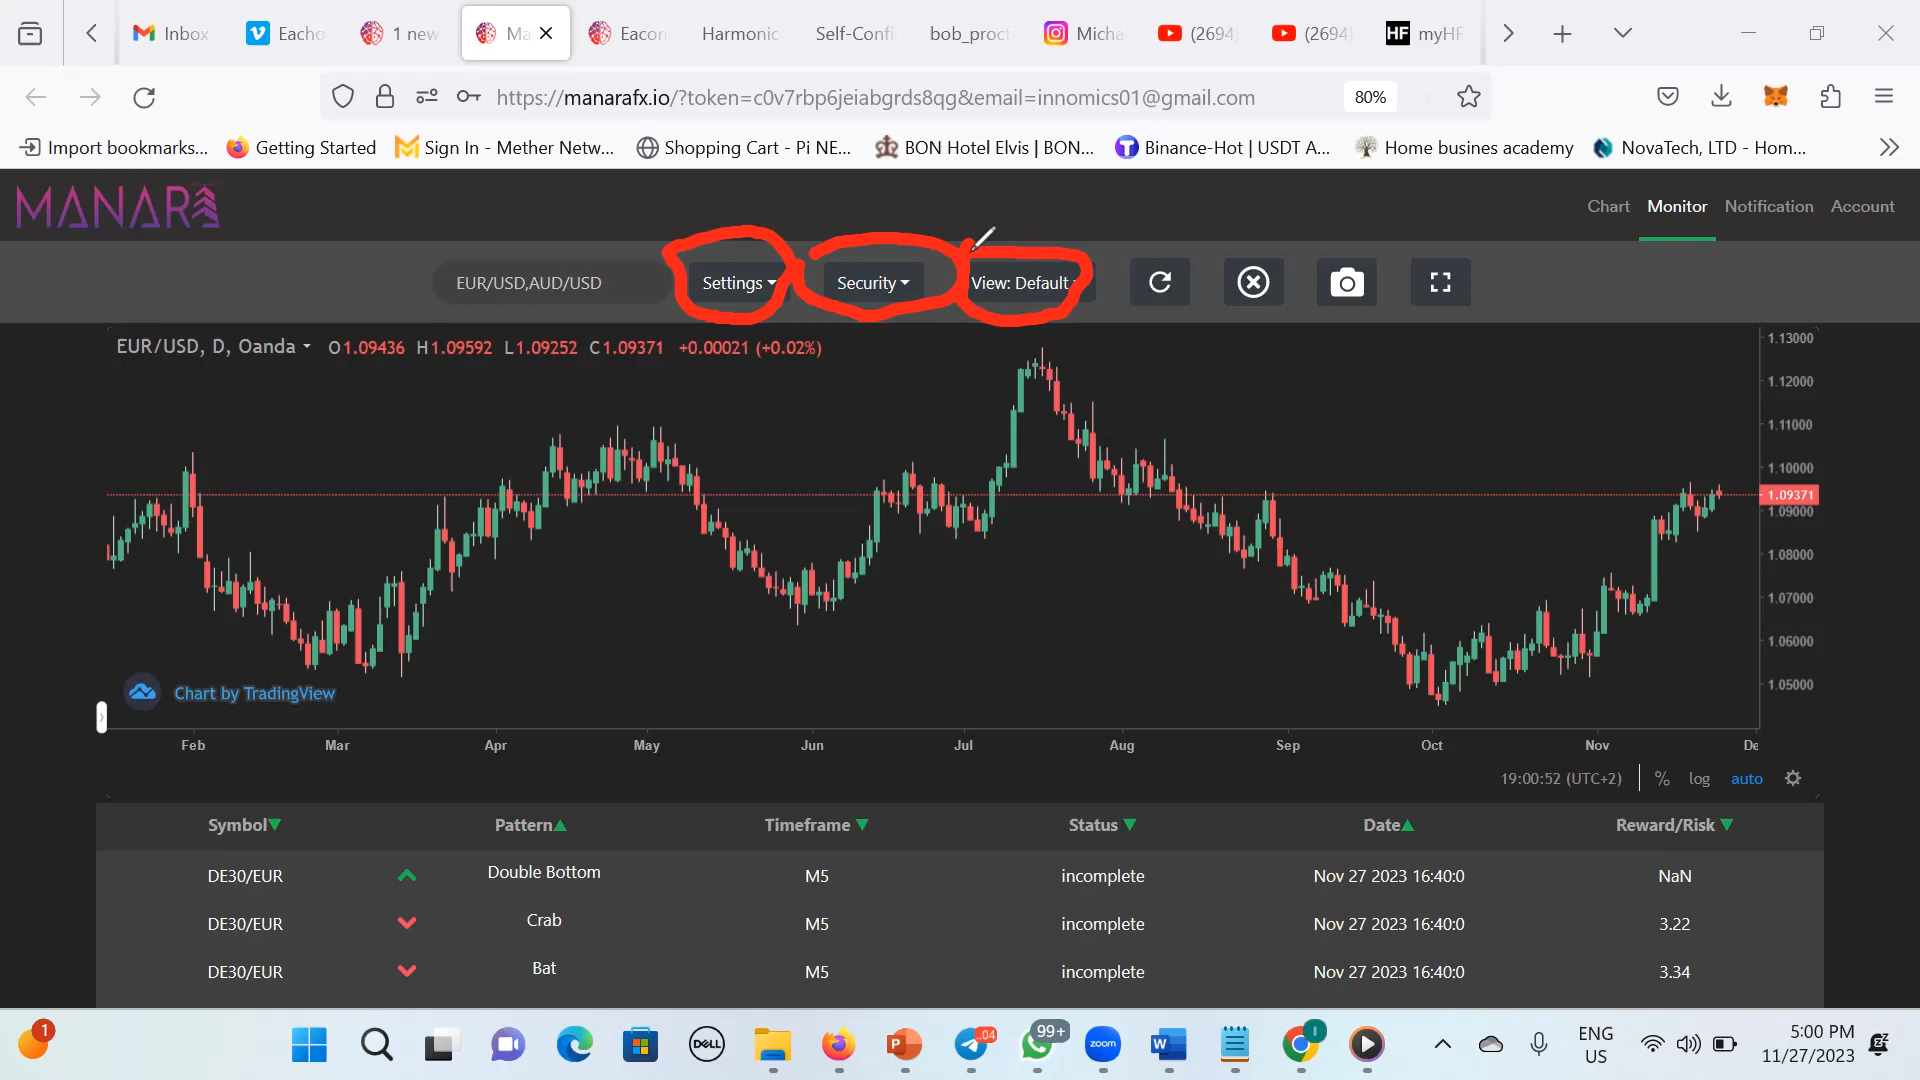 Inbox
Eacho
1 new
Ma
Eacon
Harmonic
Self-Confi
bob_proct
Micha
(2694)
(2694)
HF myHF
https://manarafx.io/?token=c0v7rbp6jeiabgrds8qg&email=innomics01@gmail.com
80%
Import bookmarks...
Getting Started
Sign In - Mether Netw...
Shopping Cart - Pi NE...
BON Hotel Elvis | BON...
Binance-Hot | USDT A...
Home busines academy
NovaTech, LTD - Hom...
MANARA
Chart Monitor Notification Account
EUR/USD,AUD/USD
Settings
Security
View: Default
EUR/USD, D, Oanda O1.09436 H1.09592 L1.09252 C1.09371 +0.00021 (+0.02%)
1.13000
1.12000
1.11000
1.10000
1.09371
1.09000
1.08000
1.07000
1.06000
1.05000
Chart by TradingView
Feb Mar Apr May Jun Jul Aug Sep Oct Nov De
19:00:52 (UTC+2) % log auto
Symbol Pattern Timeframe Status Date Reward/Risk
DE30/EUR Double Bottom M5 incomplete Nov 27 2023 16:40:0 NaN
DE30/EUR Crab M5 incomplete Nov 27 2023 16:40:0 3.22
DE30/EUR Bat M5 incomplete Nov 27 2023 16:40:0 3.34
1
DELL
P
..04
99+
zoom
W
I
ENG
US
5:00 PM
11/27/2023